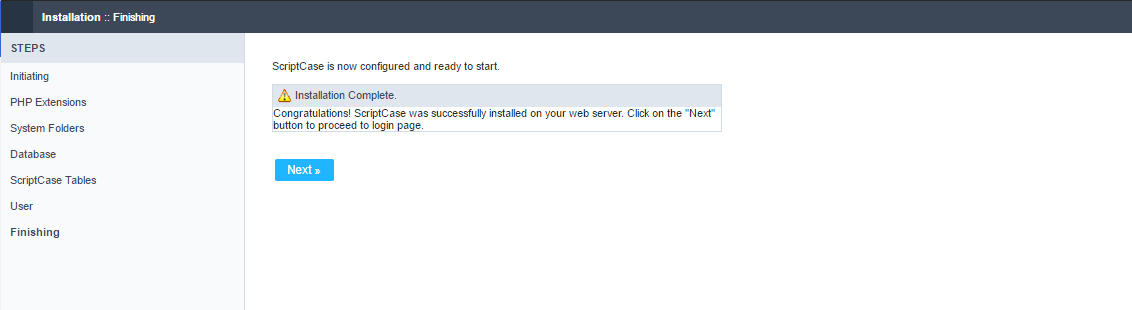 Installation :: Finishing
STEPS
Initiating
PHP Extensions
System Folders
Database
ScriptCase Tables
User
Finishing
ScriptCase is now configured and ready to start.
Installation Complete.
Congratulations! ScriptCase was successfully installed on your web server. Click on the "Next"
button to proceed to login page.
Next »